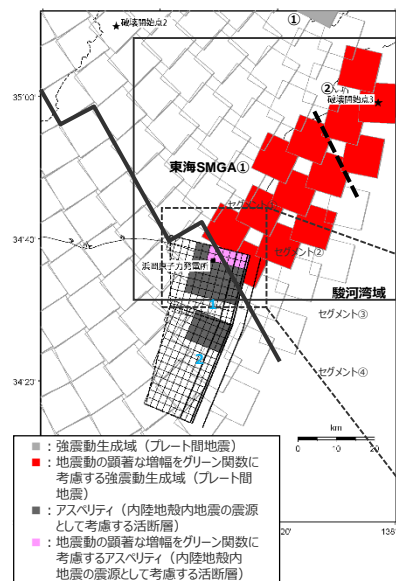 ①
★破壊開始点2
35°00'
②
破壊開始点3
東海SMGA①
セグメント①
34°40'
セグメント②
浜岡原子力発電所
駿河湾域
1
セグメント③
2
セグメント④
34°20'
km
0 10 20
：強震動生成域（プレート間地震）
：地震動の顕著な増幅をグリーン関数に
考慮する強震動生成域（プレート間
地震）
：アスペリティ（内陸地殻内地震の震源
として考慮する活断層）
：地震動の顕著な増幅をグリーン関数に
考慮するアスペリティ（内陸地殻内
地震の震源として考慮する活断層）
20'
138°